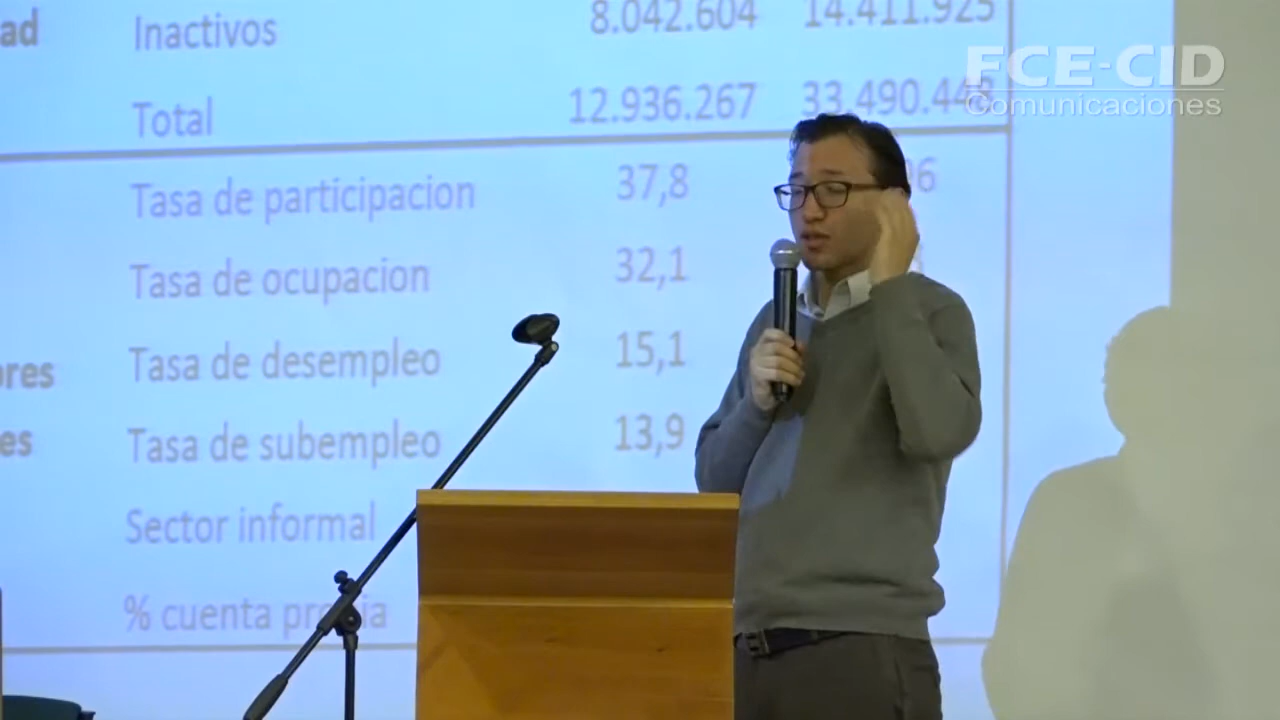 ad Inactivos 8.042.604 14.411.925
FCE-CID
Comunicaciones
Total 12.936.267 33.490.448
Tasa de participacion 37,8
Tasa de ocupacion 32,1
ores Tasa de desempleo 15,1
es Tasa de subempleo 13,9
Sector informal
% cuenta propia